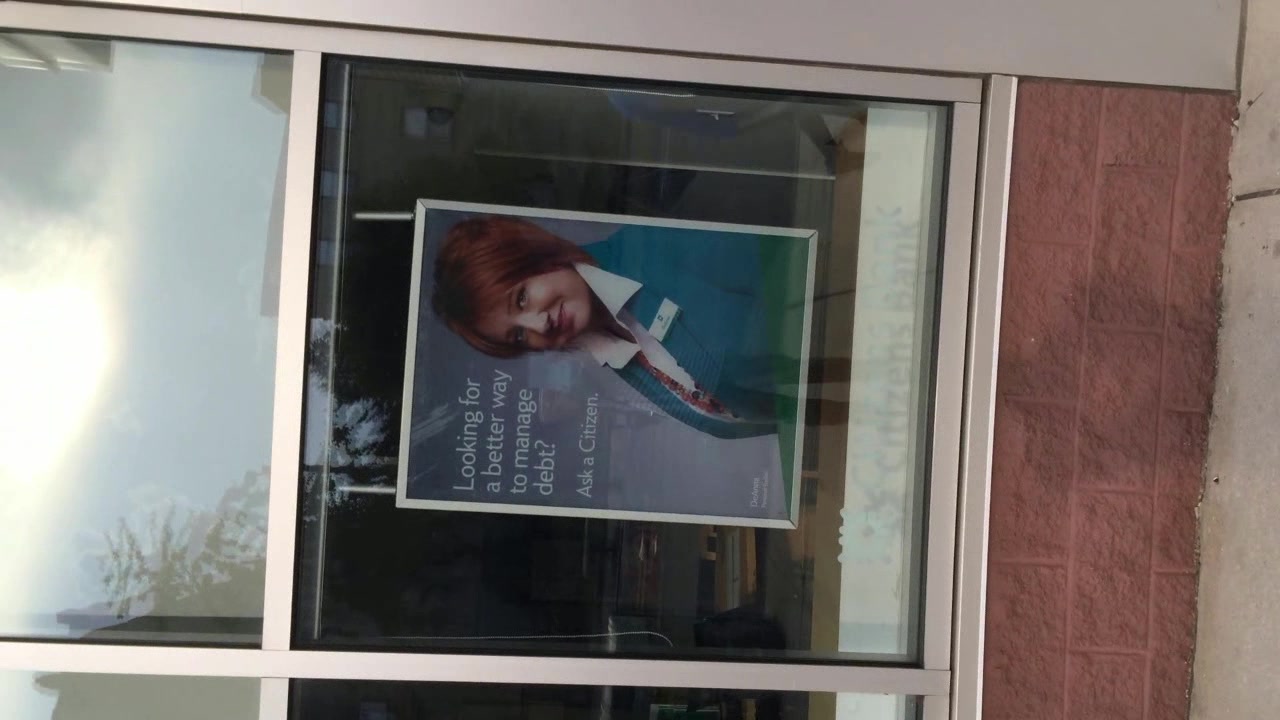 Looking for
a better way
to manage
debt?
Ask a Citizen.
Citizens Bank